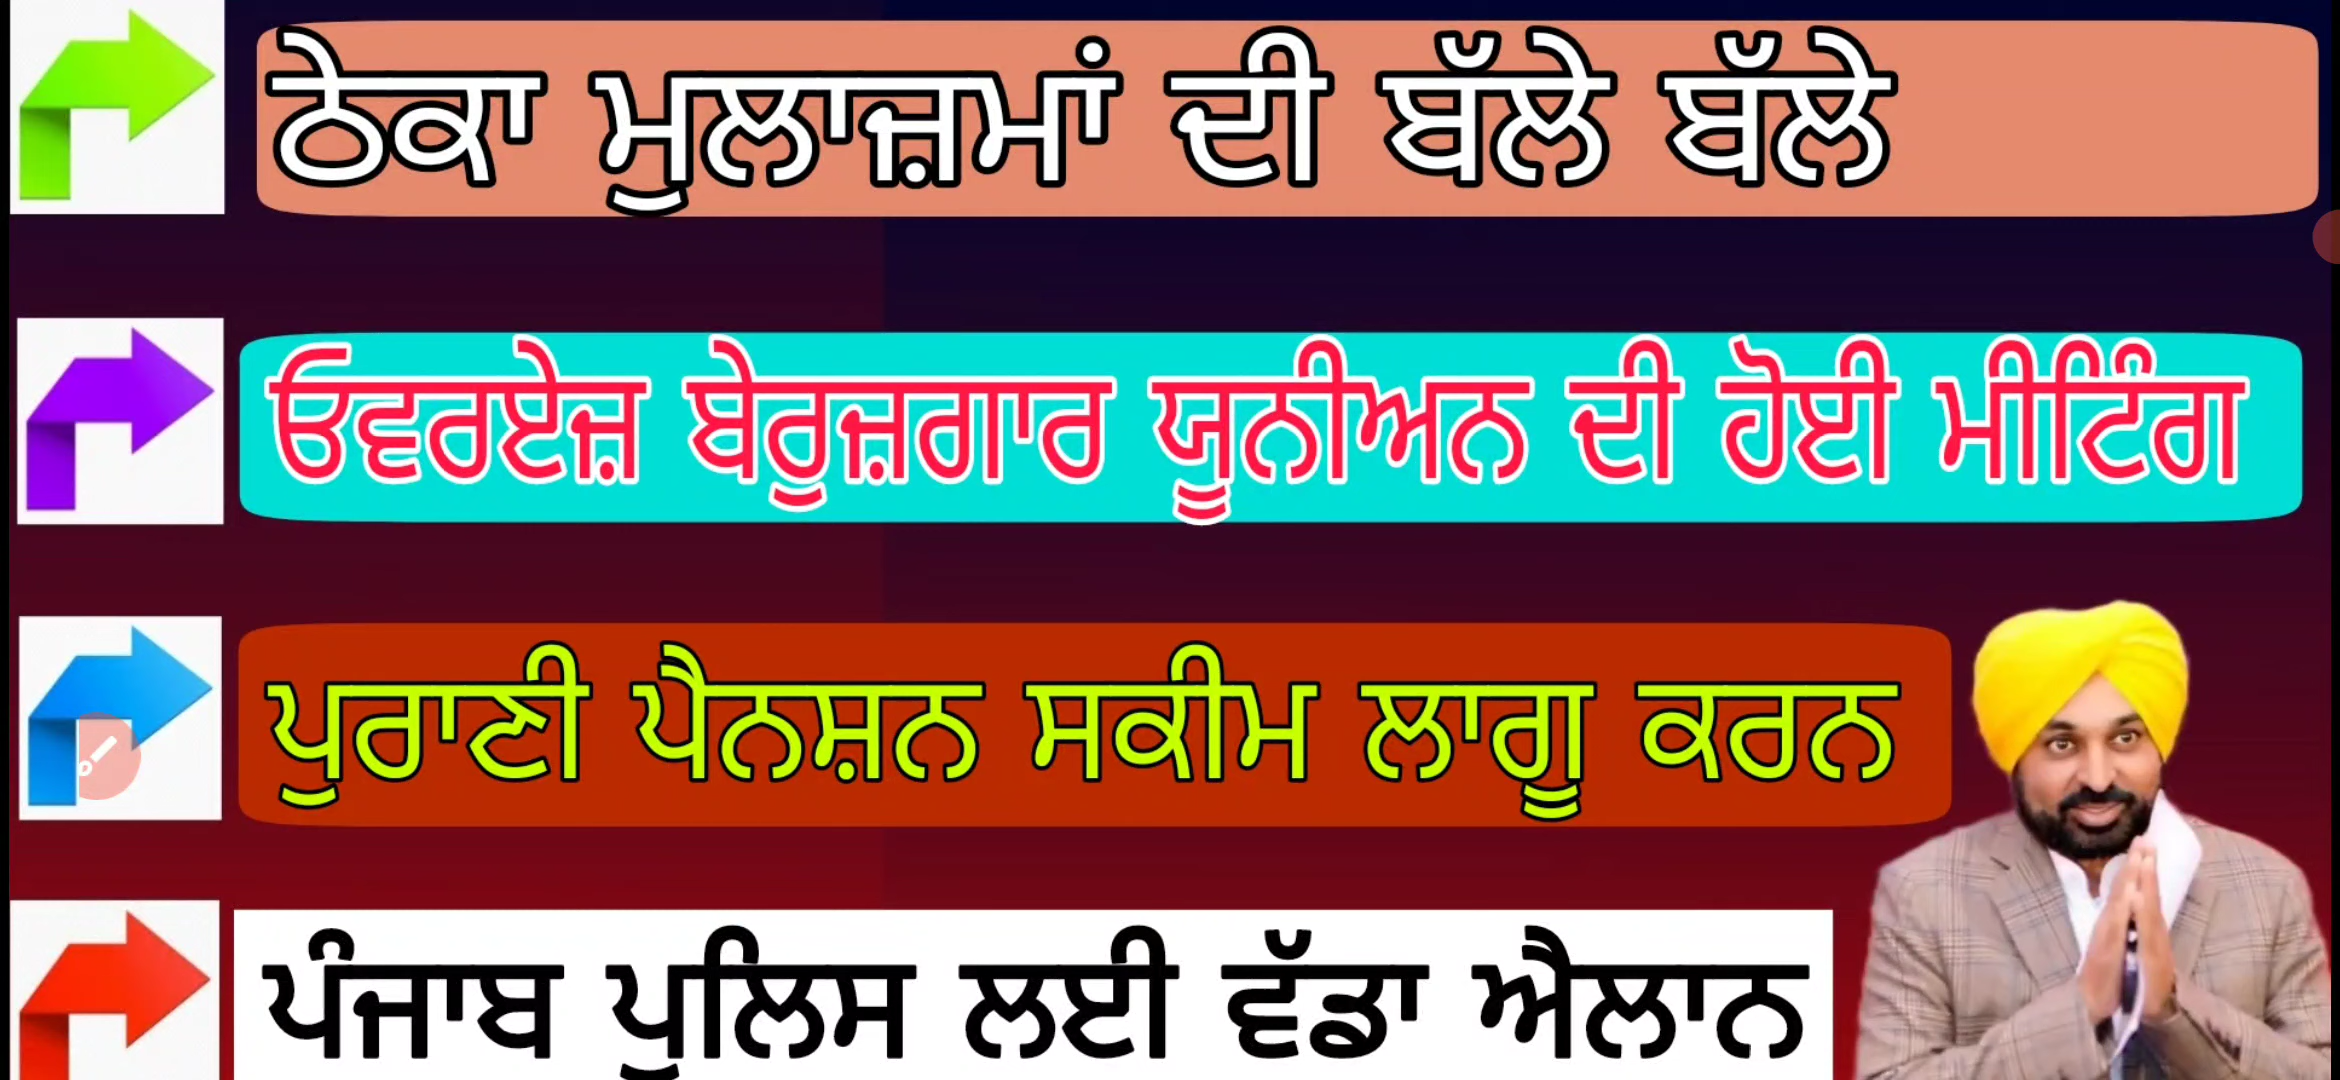 ਠੇਕਾ ਮੁਲਾਜ਼ਮਾਂ ਦੀ ਬੱਲੇ ਬੱਲੇ
ਓਵਰਏਜ਼ ਬੇਰੂਜ਼ਗਾਰ ਯੂਨੀਅਨ ਦੀ ਹੋਈ ਮੀਟਿੰਗ
ਪੁਰਾਣੀ ਪੈਨਸ਼ਨ ਸਕੀਮ ਲਾਗੂ ਕਰਨ
ਪੰਜਾਬ ਪੁਲਿਸ ਲਈ ਵੱਡਾ ਐਲਾਨ